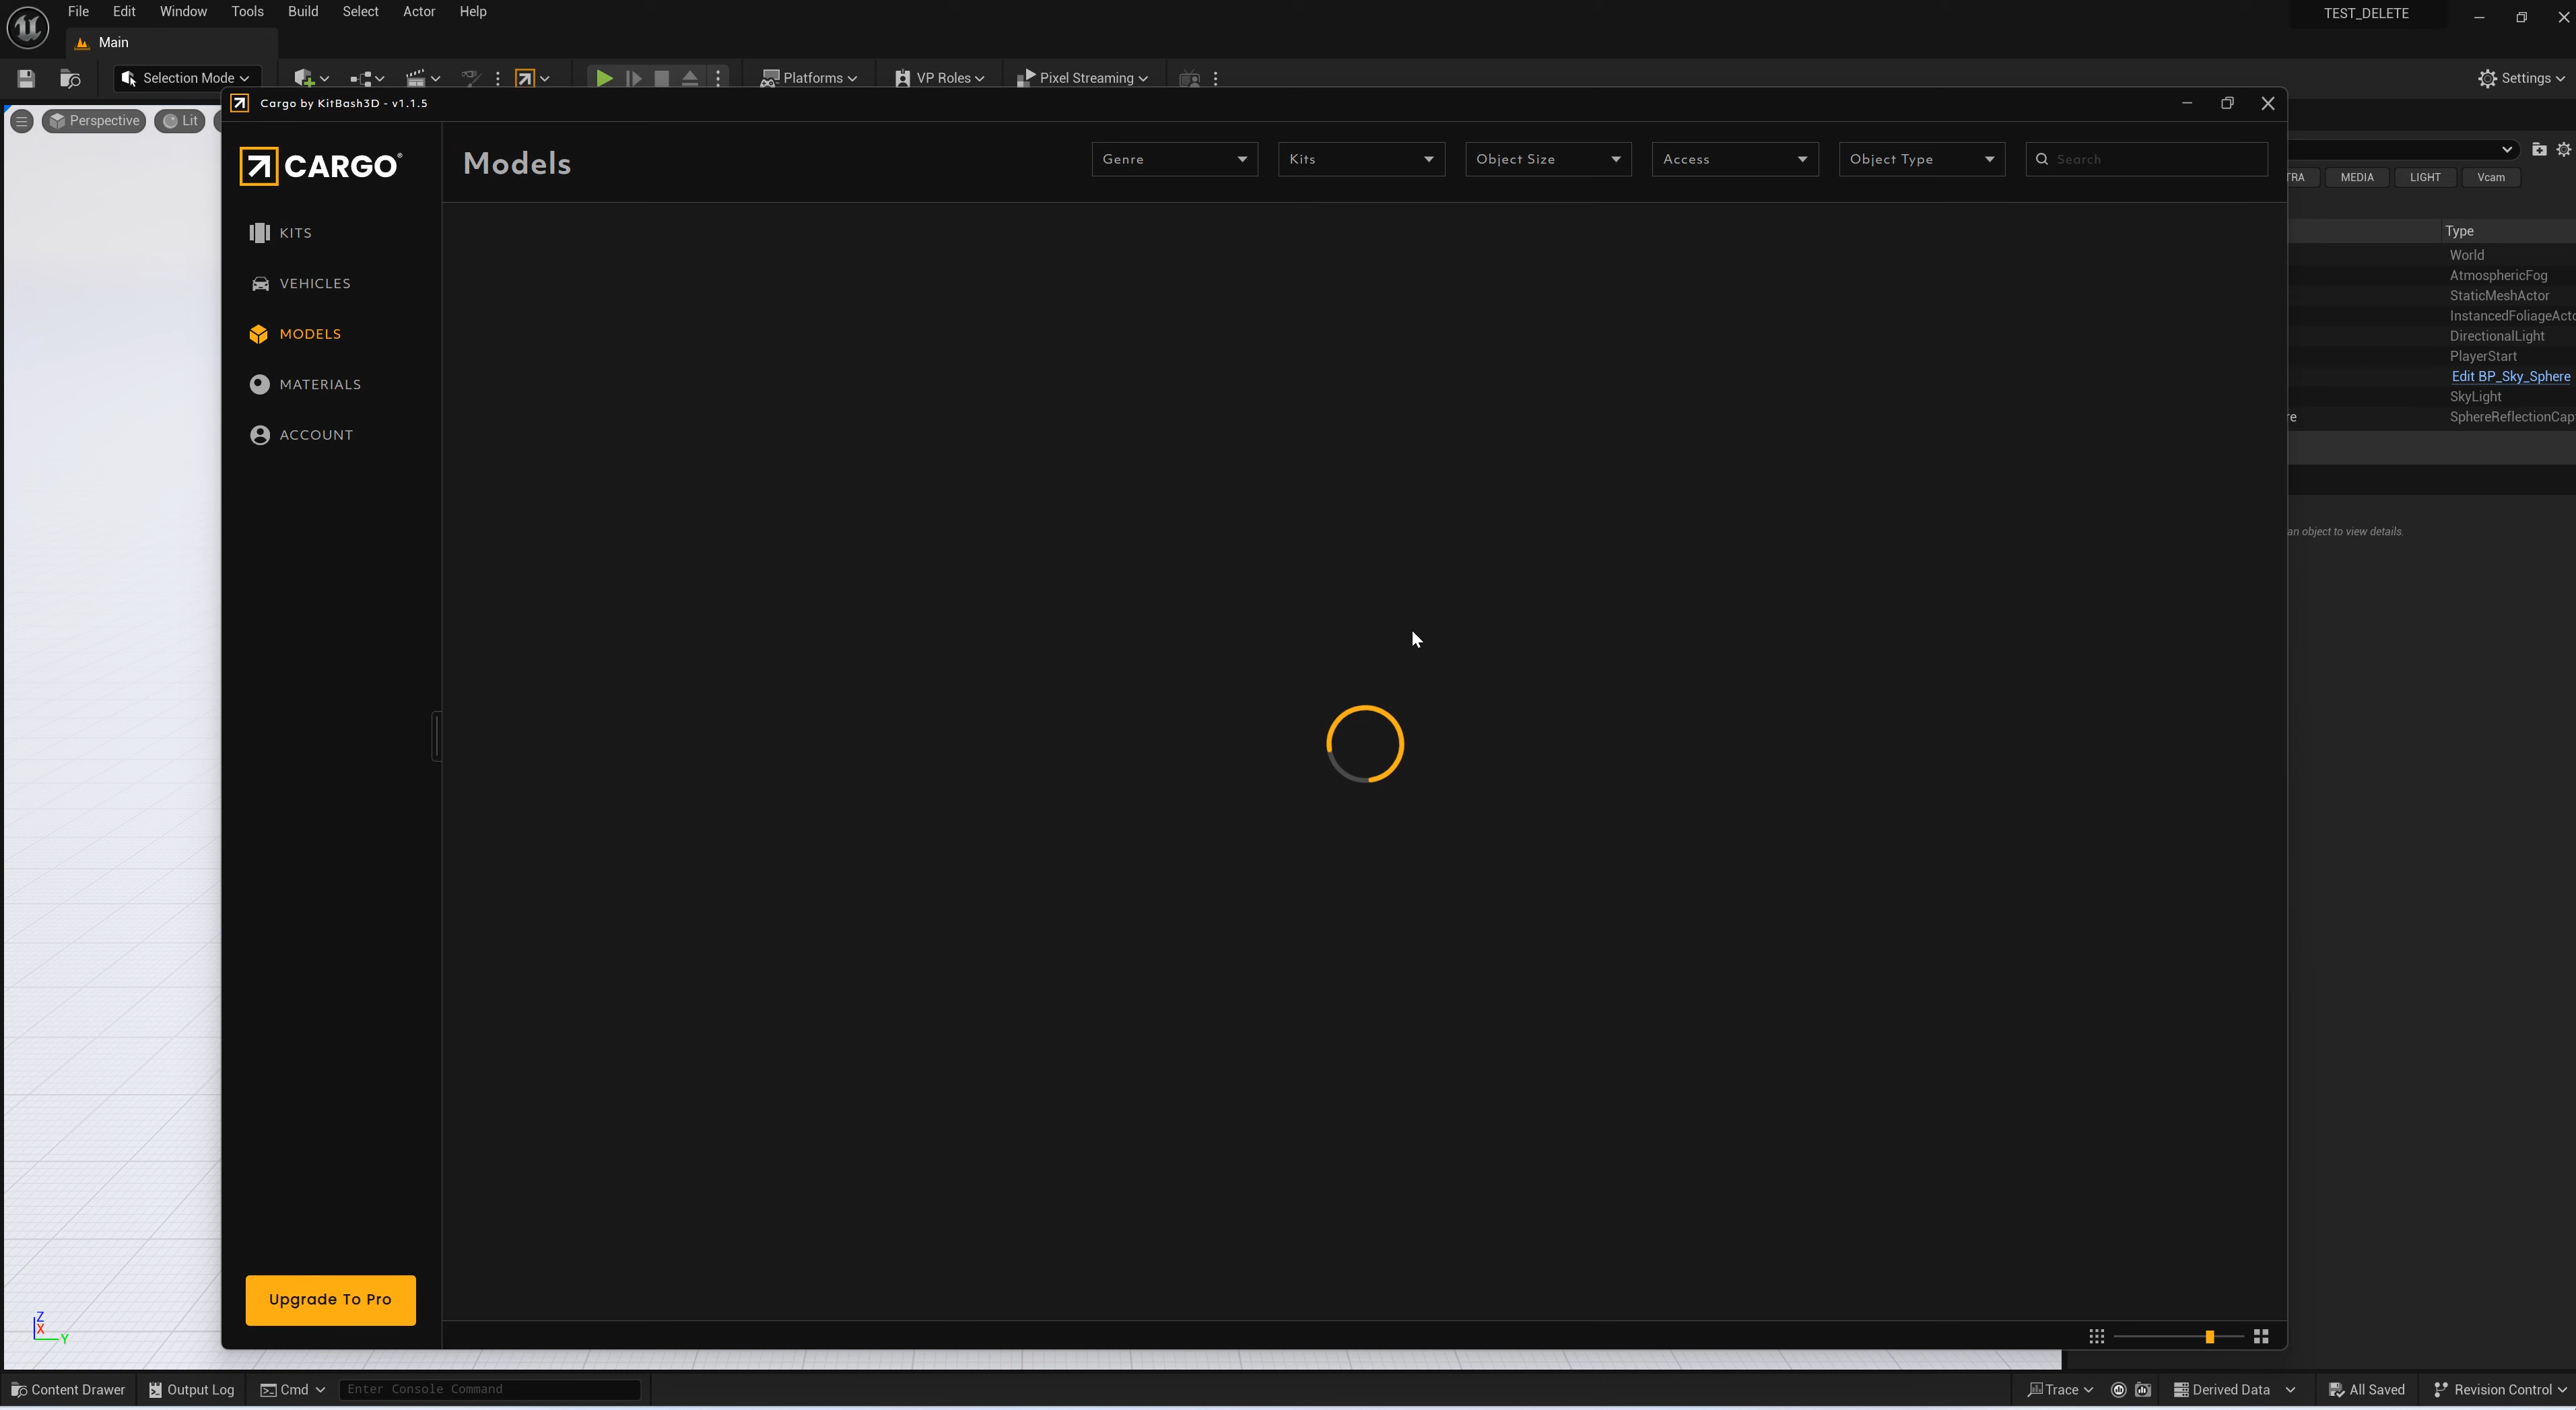 File Edit Window Tools Build Select Actor Help
TEST_DELETE
Main
Selection Mode
Platforms
VP Roles
Pixel Streaming
Settings
Cargo by KitBash3D - v1.1.5
Perspective
Lit
CARGO®
Models
Genre
Kits
Object Size
Access
Object Type
Search
MEDIA
LIGHT
Vcam
KITS
VEHICLES
MODELS
MATERIALS
ACCOUNT
Type
World
AtmosphericFog
StaticMeshActor
InstancedFoliageActo
DirectionalLight
PlayerStart
Edit BP_Sky_Sphere
SkyLight
re
SphereReflectionCap
an object to view details.
Upgrade To Pro
Z
X
Y
Content Drawer
Output Log
Cmd
Enter Console Command
Trace
Derived Data
All Saved
Revision Control